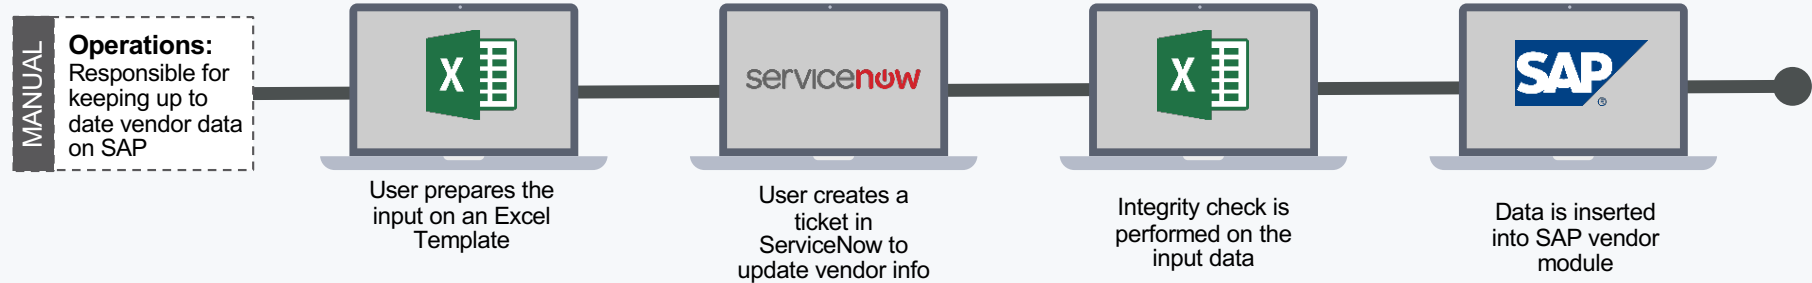 MANUAL
Operations:
Responsible for
keeping up to
date vendor data
on SAP
X
User prepares the
input on an Excel
Template
servicenow
User creates a
ticket in
ServiceNow to
update vendor info
X
Integrity check is
performed on the
input data
SAP®
Data is inserted
into SAP vendor
module